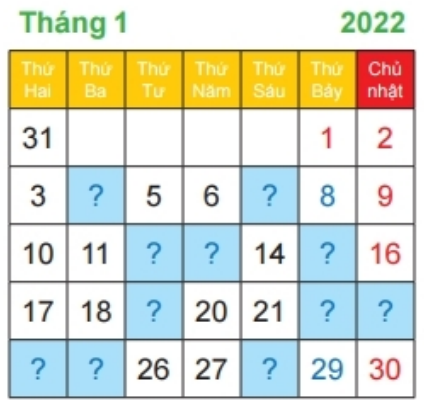 Tháng 1 2022
Thứ Hai Thứ Ba Thứ Tư Thứ Năm Thứ Sáu Thứ Bảy Chủ nhật
31 1 2
3 ? 5 6 ? 8 9
10 11 ? ? 14 ? 16
17 18 ? 20 21 ? ?
? ? 26 27 ? 29 30